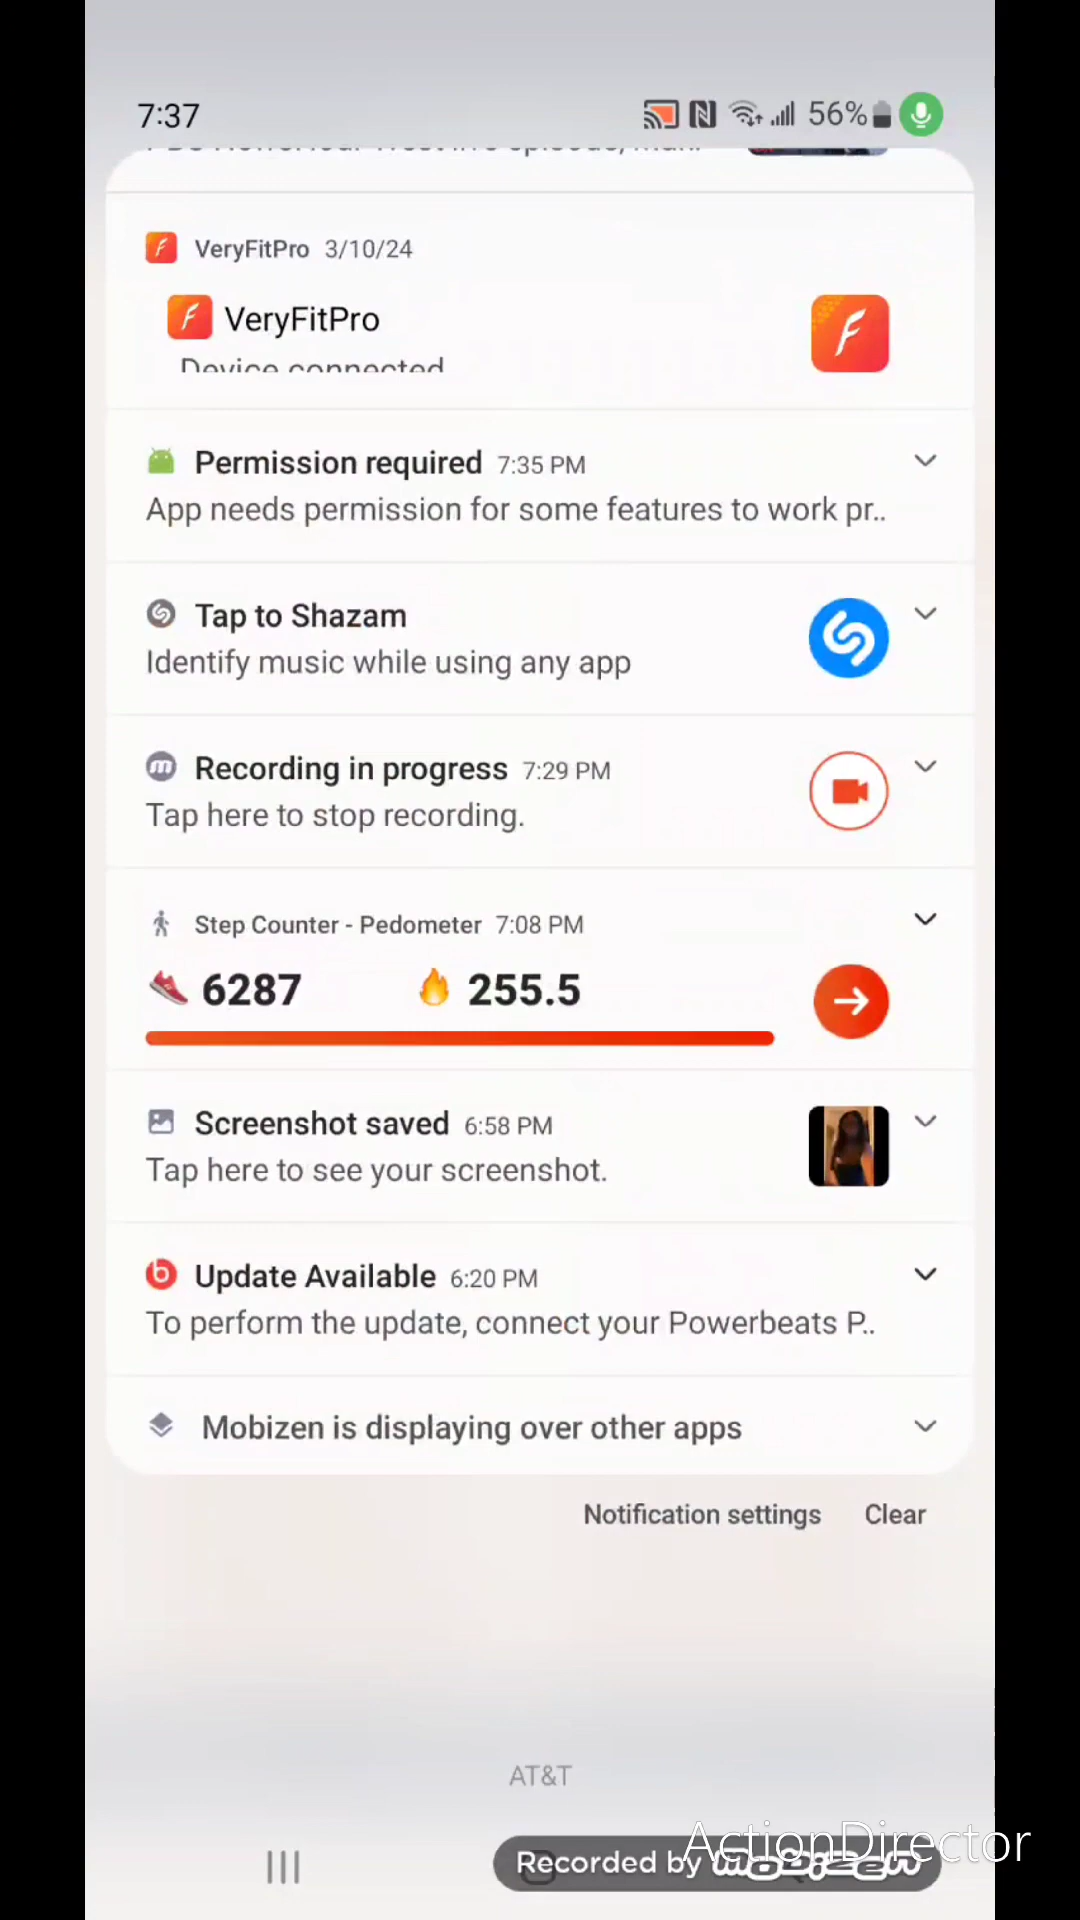 7:37 56%
VeryFitPro 3/10/24
VeryFitPro
Device connected
Permission required 7:35 PM
App needs permission for some features to work pr..
Tap to Shazam
Identify music while using any app
Recording in progress 7:29 PM
Tap here to stop recording.
Step Counter - Pedometer 7:08 PM
6287 255.5
Screenshot saved 6:58 PM
Tap here to see your screenshot.
Update Available 6:20 PM
To perform the update, connect your Powerbeats P..
Mobizen is displaying over other apps
Notification settings Clear
AT&T
ActionDirector
Recorded by mobizen